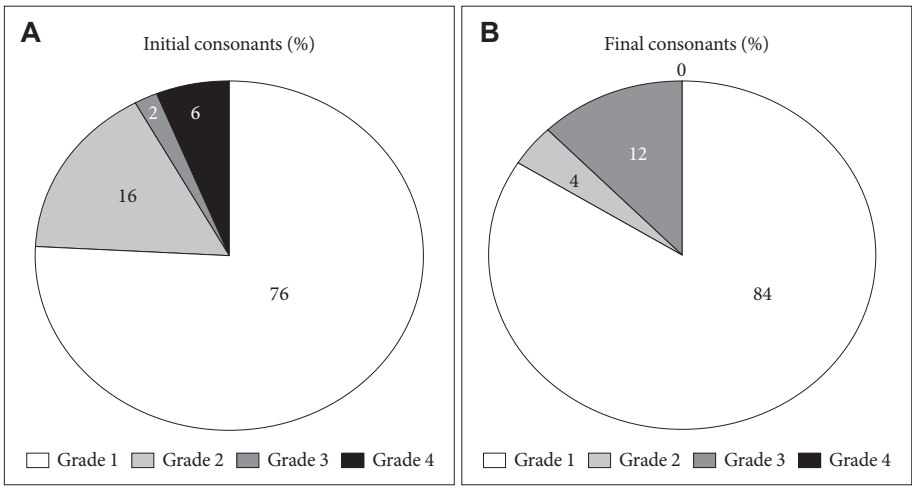 A
Initial consonants (%)
2
6
16
76
Grade 1 Grade 2 Grade 3 Grade 4
B
Final consonants (%)
0
12
4
84
Grade 1 Grade 2 Grade 3 Grade 4